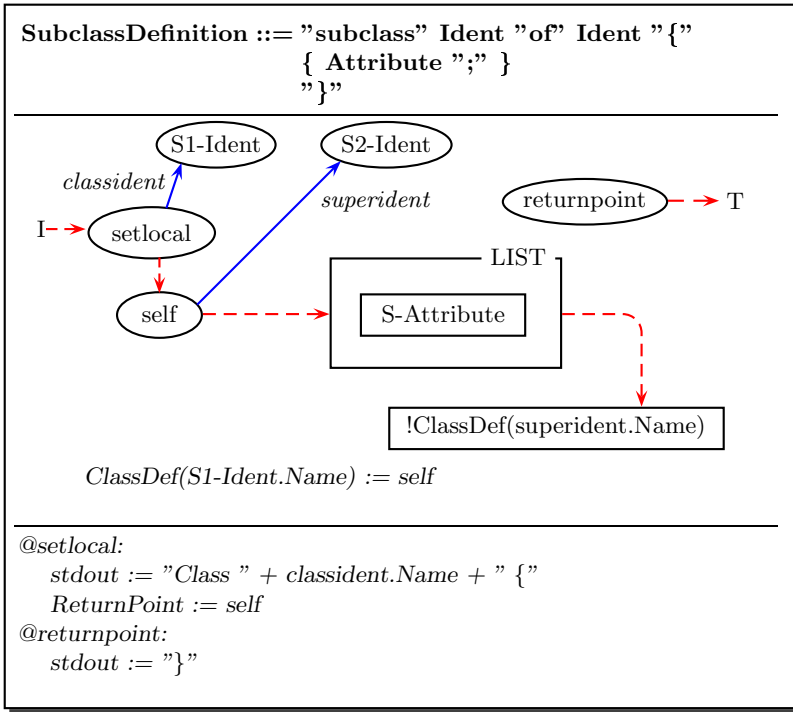 SubclassDefinition ::= ”subclass” Ident ”of” Ident ”{”
{ Attribute ”;” }
”}”
S1-Ident
S2-Ident
classident
superident
returnpoint
T
I
setlocal
LIST
self
S-Attribute
!ClassDef(superident.Name)
ClassDef(S1-Ident.Name) := self
@setlocal:
stdout := ”Class ” + classident.Name + ” {”
ReturnPoint := self
@returnpoint:
stdout := ”}”